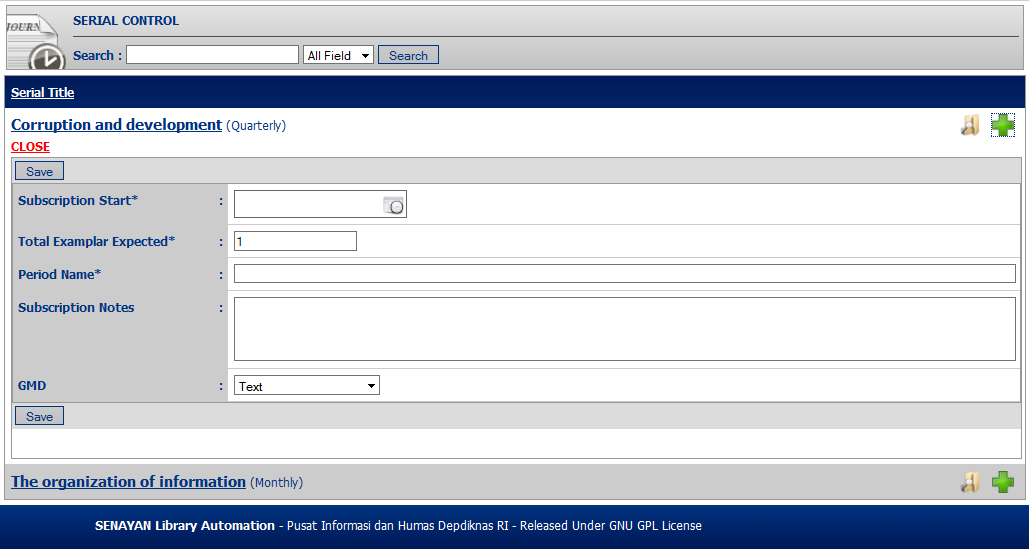 JOURN
SERIAL CONTROL
Search : All Field Search
Serial Title
Corruption and development (Quarterly)
CLOSE
Save
Subscription Start* :
Total Examplar Expected* : 1
Period Name* :
Subscription Notes :
GMD : Text
Save
The organization of information (Monthly)
SENAYAN Library Automation - Pusat Informasi dan Humas Depdiknas RI - Released Under GNU GPL License